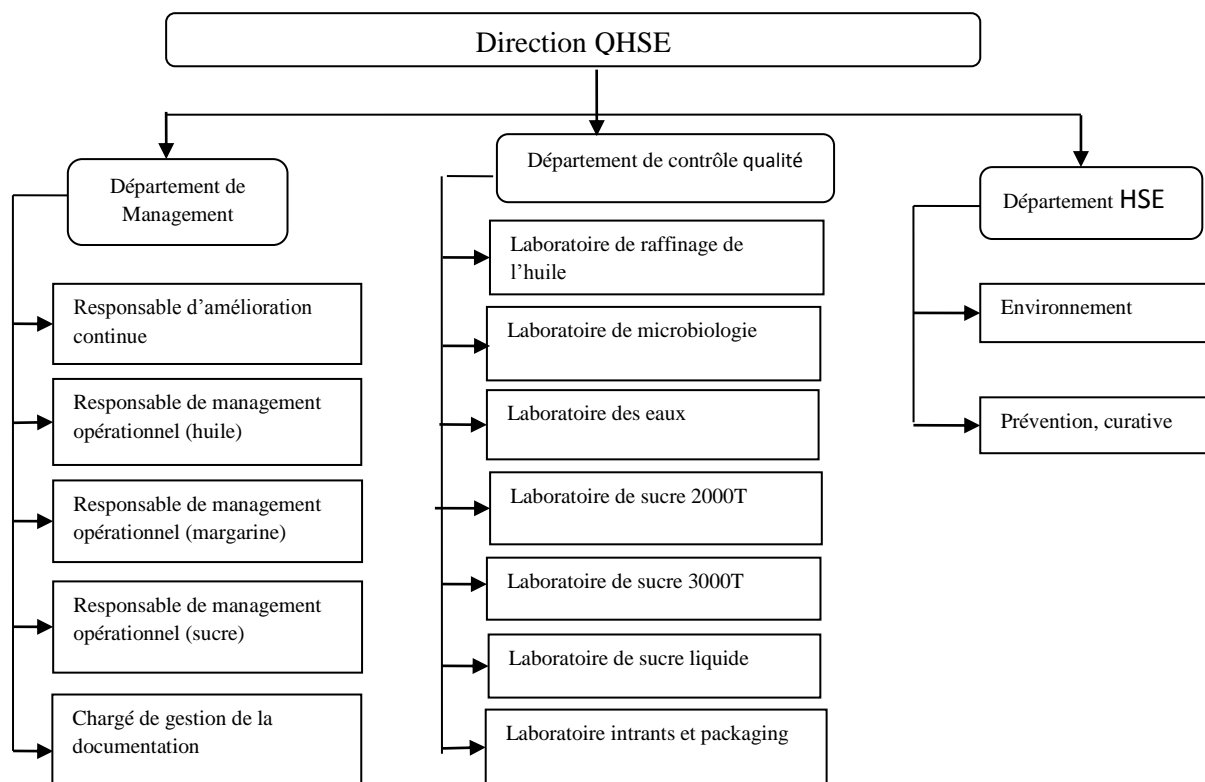 Direction QHSE
Département de
Management
Responsable d’amélioration
continue
Responsable de management
opérationnel (huile)
Responsable de management
opérationnel (margarine)
Responsable de management
opérationnel (sucre)
Chargé de gestion de la
documentation
Département de contrôle qualité
Laboratoire de raffinage de
l’huile
Laboratoire de microbiologie
Laboratoire des eaux
Laboratoire de sucre 2000T
Laboratoire de sucre 3000T
Laboratoire de sucre liquide
Laboratoire intrants et packaging
Département HSE
Environnement
Prévention, curative